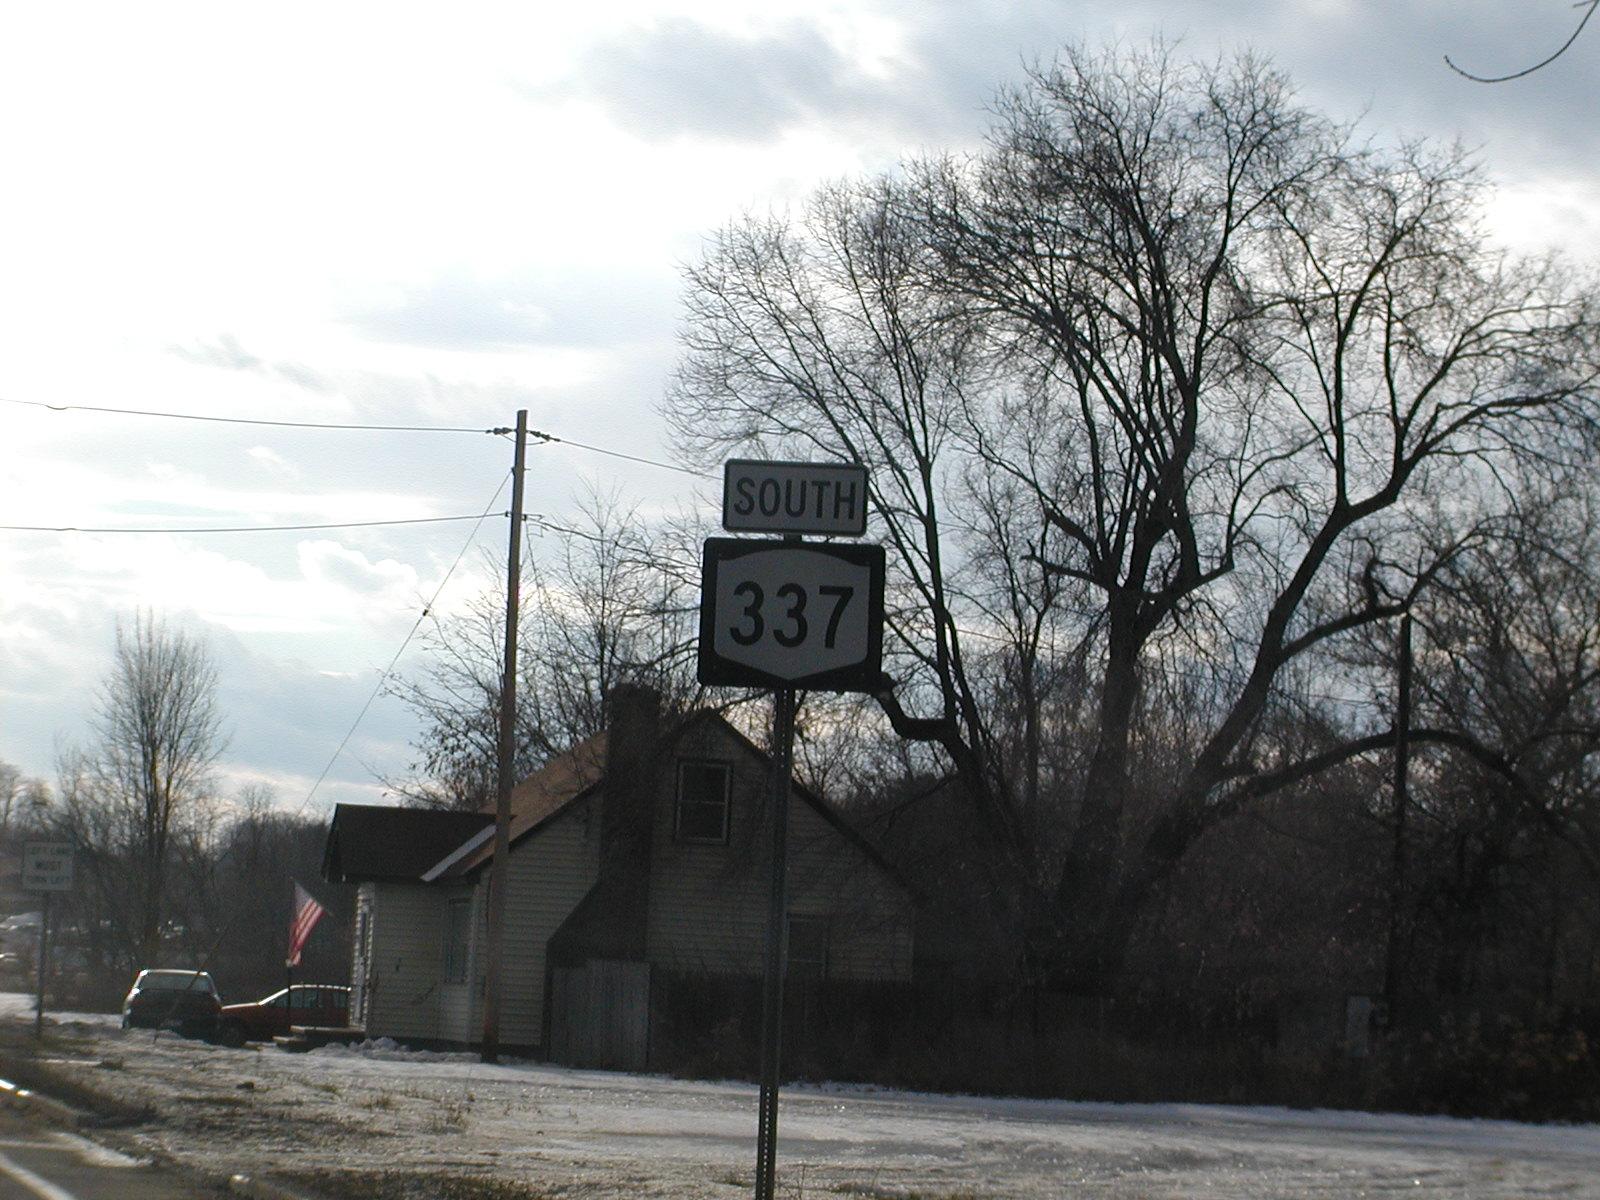 SOUTH
337
LEFT LANE
MUST
TURN LEFT